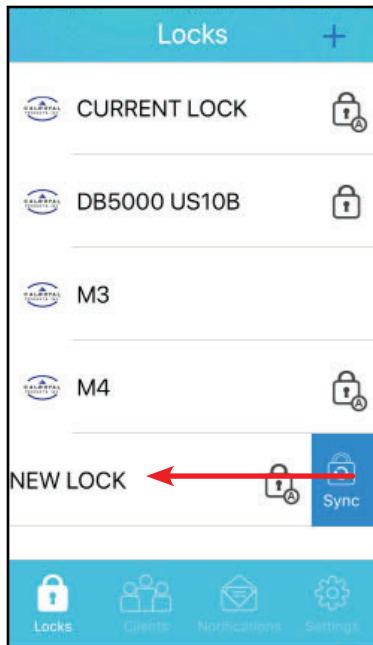 Locks +
CURRENT LOCK
A
DB5000 US10B
M3
M4
A
NEW LOCK
A
Sync
Locks Clients Notifications Settings